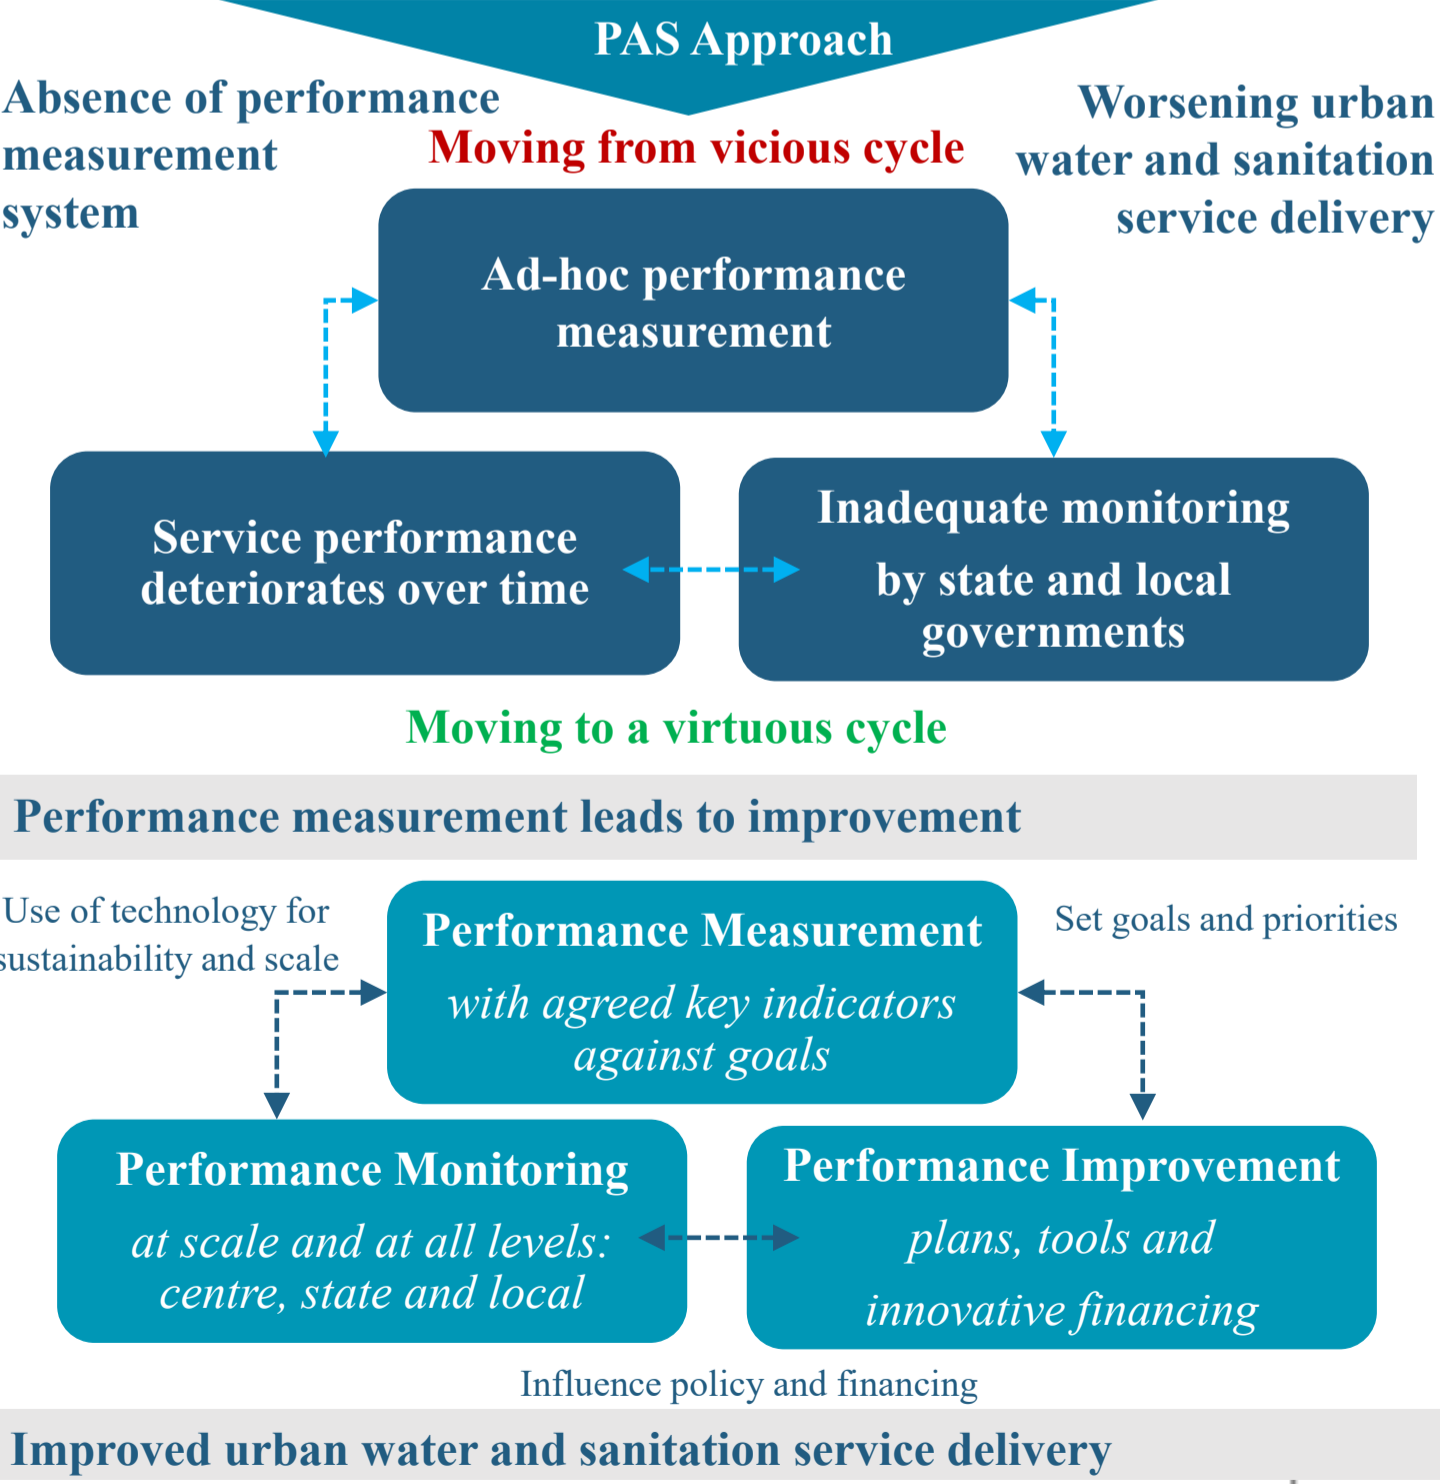 PAS Approach
Absence of performance
measurement
system
Moving from vicious cycle
Worsening urban
water and sanitation
service delivery
Ad-hoc performance
measurement
Service performance
deteriorates over time
Inadequate monitoring
by state and local
governments
Moving to a virtuous cycle
Performance measurement leads to improvement
Use of technology for
sustainability and scale
Performance Measurement
with agreed key indicators
against goals
Set goals and priorities
Performance Monitoring
at scale and at all levels:
centre, state and local
Performance Improvement
plans, tools and
innovative financing
Influence policy and financing
Improved urban water and sanitation service delivery